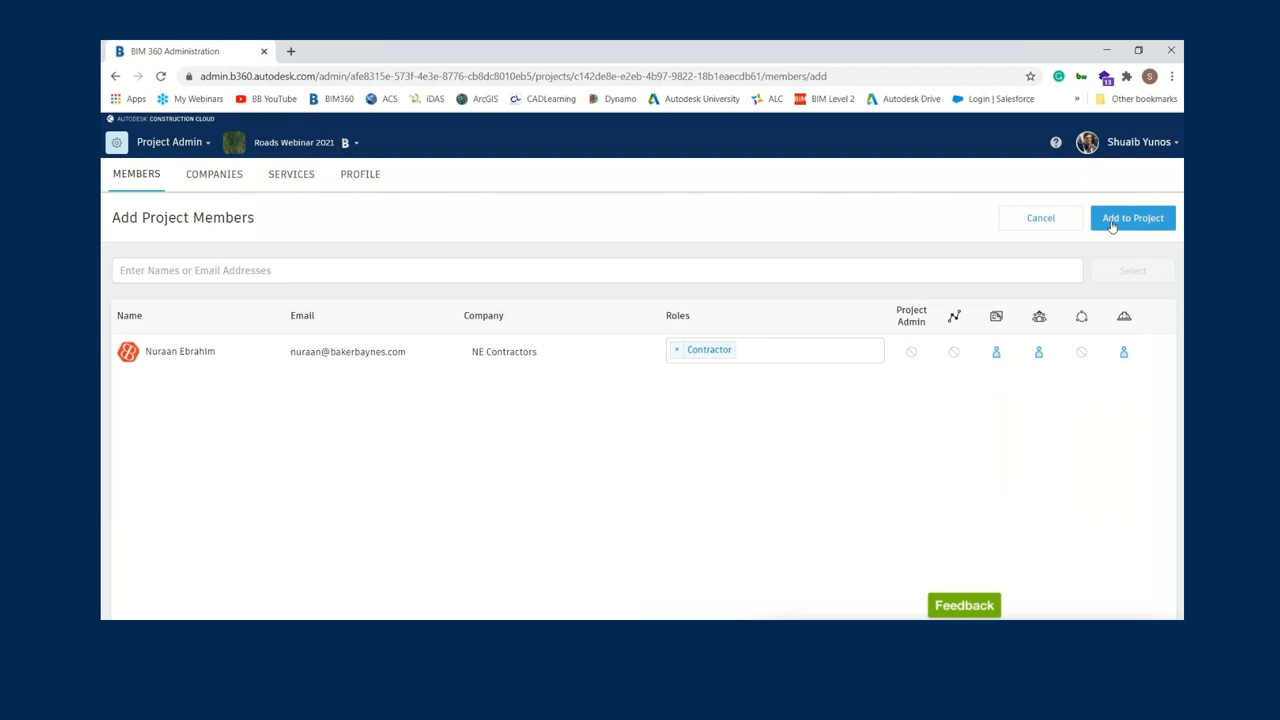 BIM 360 Administration
admin.b360.autodesk.com/admin/afe8315e-573f-4e3e-8776-cb8dc8010eb5/projects/c142de8e-e2eb-4b97-9822-18b1eaecdb61/members/add
S
13
Apps My Webinars BB YouTube BIM360 ACS iDAS ArcGIS CADLearning Dynamo Autodesk University ALC BIM Level 2 Autodesk Drive Login | Salesforce » Other bookmarks
AUTODESK® CONSTRUCTION CLOUD
Project Admin Roads Webinar 2021 Shuaib Yunos
MEMBERS COMPANIES SERVICES PROFILE
Add Project Members Cancel Add to Project
Enter Names or Email Addresses Select
Name Email Company Roles Project Admin
Nuraan Ebrahim nuraan@bakerbaynes.com NE Contractors × Contractor
Feedback